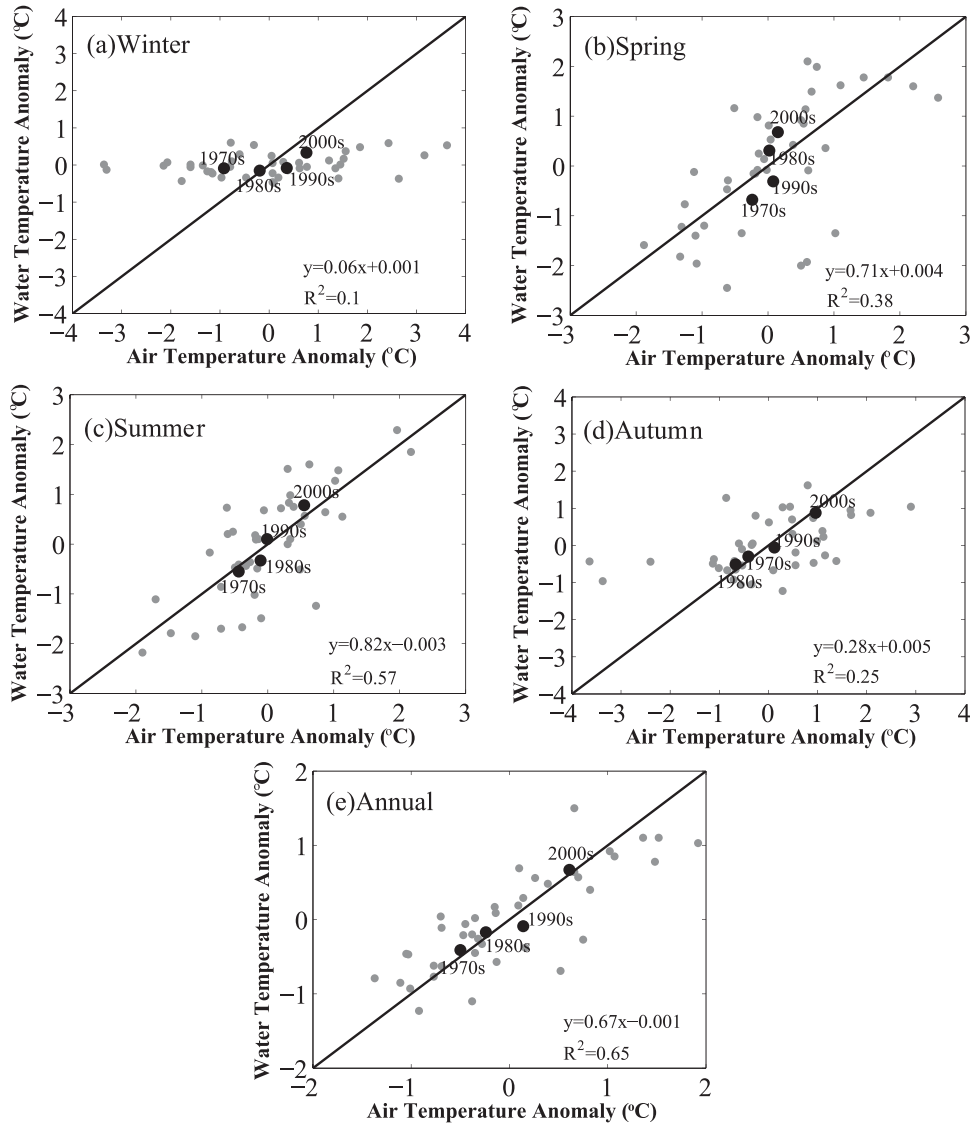 (a)Winter
Water Temperature Anomaly (°C)
4
3
2
1
0
−1
−2
−3
−4
1970s
1980s
1990s
2000s
y=0.06x+0.001
R²=0.1
−4 −3 −2 −1 0 1 2 3 4
Air Temperature Anomaly (°C)
(b)Spring
Water Temperature Anomaly (°C)
3
2
1
0
−1
−2
−3
2000s
1980s
1990s
1970s
y=0.71x+0.004
R²=0.38
−3 −2 −1 0 1 2 3
Air Temperature Anomaly (°C)
(c)Summer
Water Temperature Anomaly (°C)
3
2
1
0
−1
−2
−3
2000s
1990s
1980s
1970s
y=0.82x−0.003
R²=0.57
−3 −2 −1 0 1 2 3
Air Temperature Anomaly (°C)
(d)Autumn
Water Temperature Anomaly (°C)
4
3
2
1
0
−1
−2
−3
−4
2000s
1990s
1970s
1980s
y=0.28x+0.005
R²=0.25
−4 −3 −2 −1 0 1 2 3 4
Air Temperature Anomaly (°C)
(e)Annual
Water Temperature Anomaly (°C)
2
1
0
−1
−2
2000s
1990s
1980s
1970s
y=0.67x−0.001
R²=0.65
−2 −1 0 1 2
Air Temperature Anomaly (°C)